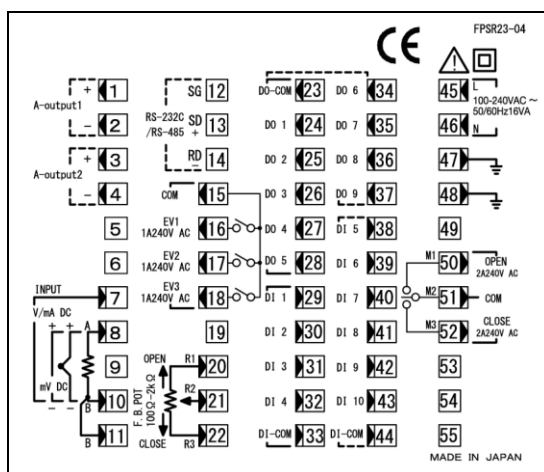 FPSR23-04
CE
+ 1 SG 12 DO-COM 23 DO 6 34 45 L
A-output1 RS-232C SD 100-240VAC ~
- 2 /RS-485 + 13 DO 1 24 DO 7 35 46 N 50/60Hz16VA
+ 3 RD - 14 DO 2 25 DO 8 36 47
A-output2
- 4 COM 15 DO 3 26 DO 9 37 48
5 EV1 1A240V AC 16 DO 4 27 DI 5 38 49
6 EV2 1A240V AC 17 DO 5 28 DI 6 39 M1 50 OPEN 2A240V AC
INPUT 7 EV3 1A240V AC 18 DI 1 29 DI 7 40 M2 51 COM
V/mA DC
+ + A 8 19 DI 2 30 DI 8 41 M3 52 CLOSE 2A240V AC
9 OPEN R1 20 DI 3 31 DI 9 42 53
mV DC B 10 F.B.POT 100Ω-2kΩ R2 21 DI 4 32 DI 10 43 54
- -
B 11 CLOSE R3 22 DI-COM 33 DI-COM 44 55
MADE IN JAPAN